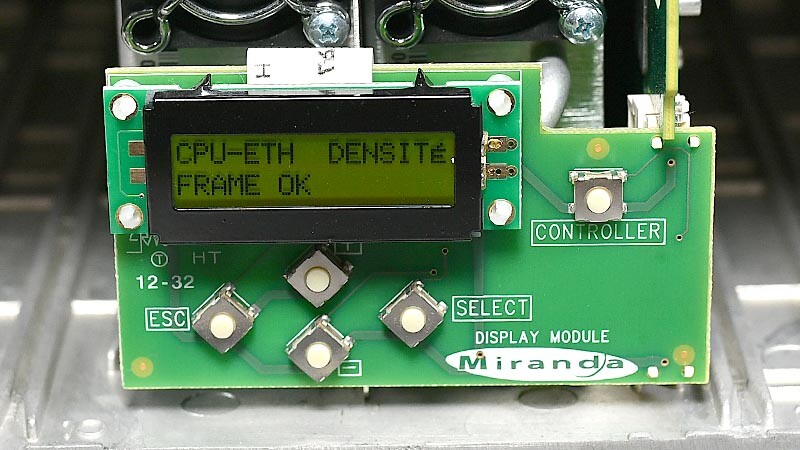 CPU-ETH DENSITé
FRAME OK
CONTROLLER
HT
12-32
+
ESC
SELECT
-
DISPLAY MODULE
Miranda